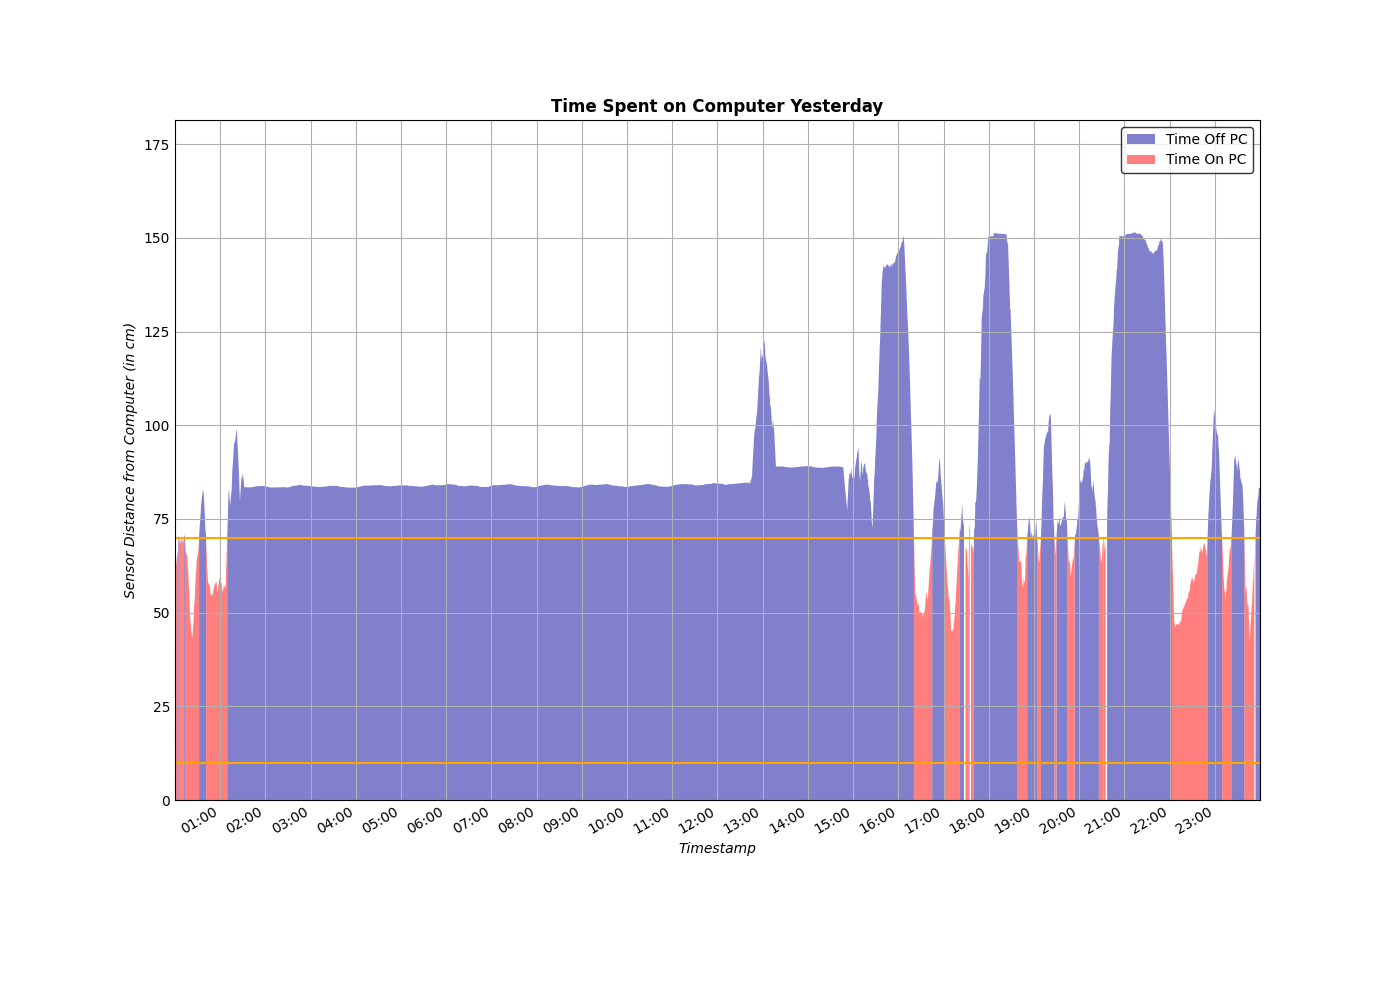 Time Spent on Computer Yesterday
Time Off PC
Time On PC
175
150
125
100
75
50
25
0
Sensor Distance from Computer (in cm)
01:00 02:00 03:00 04:00 05:00 06:00 07:00 08:00 09:00 10:00 11:00 12:00 13:00 14:00 15:00 16:00 17:00 18:00 19:00 20:00 21:00 22:00 23:00
Timestamp